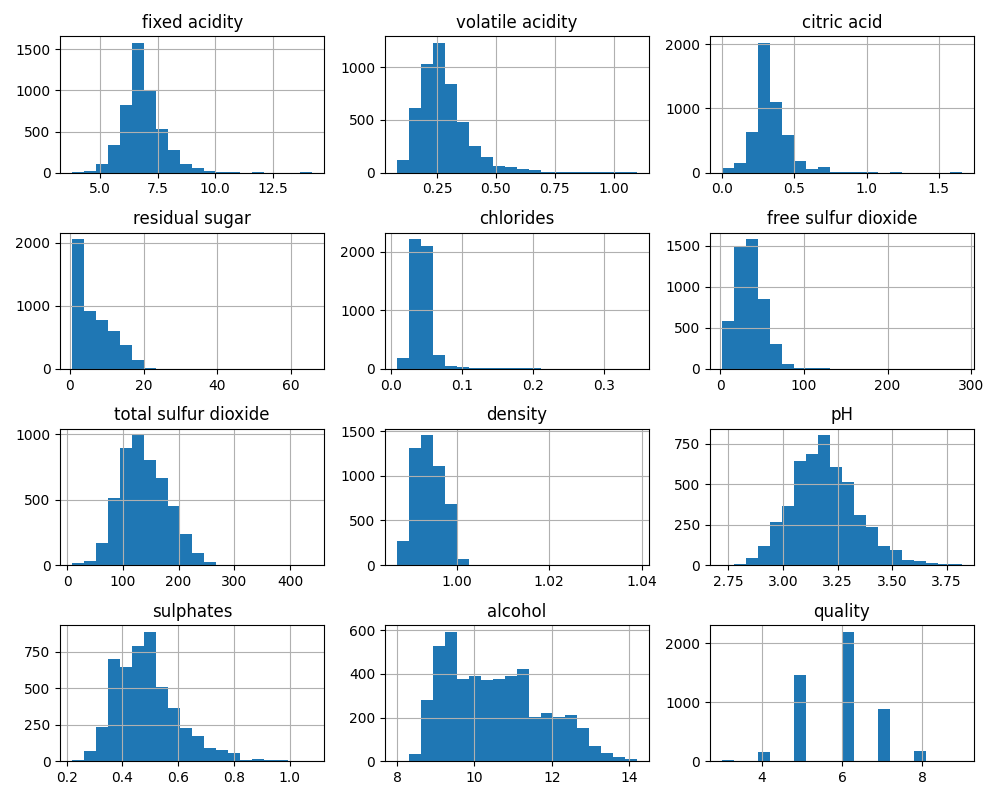 fixed acidity
1500
1000
500
0
5.0 7.5 10.0 12.5
volatile acidity
1000
500
0
0.25 0.50 0.75 1.00
citric acid
2000
1000
0
0.0 0.5 1.0 1.5
residual sugar
2000
1000
0
0 20 40 60
chlorides
2000
1000
0
0.0 0.1 0.2 0.3
free sulfur dioxide
1500
1000
500
0
0 100 200 300
total sulfur dioxide
1000
500
0
0 100 200 300 400
density
1500
1000
500
0
1.00 1.02 1.04
pH
750
500
250
0
2.75 3.00 3.25 3.50 3.75
sulphates
750
500
250
0
0.2 0.4 0.6 0.8 1.0
alcohol
600
400
200
0
8 10 12 14
quality
2000
1000
0
4 6 8